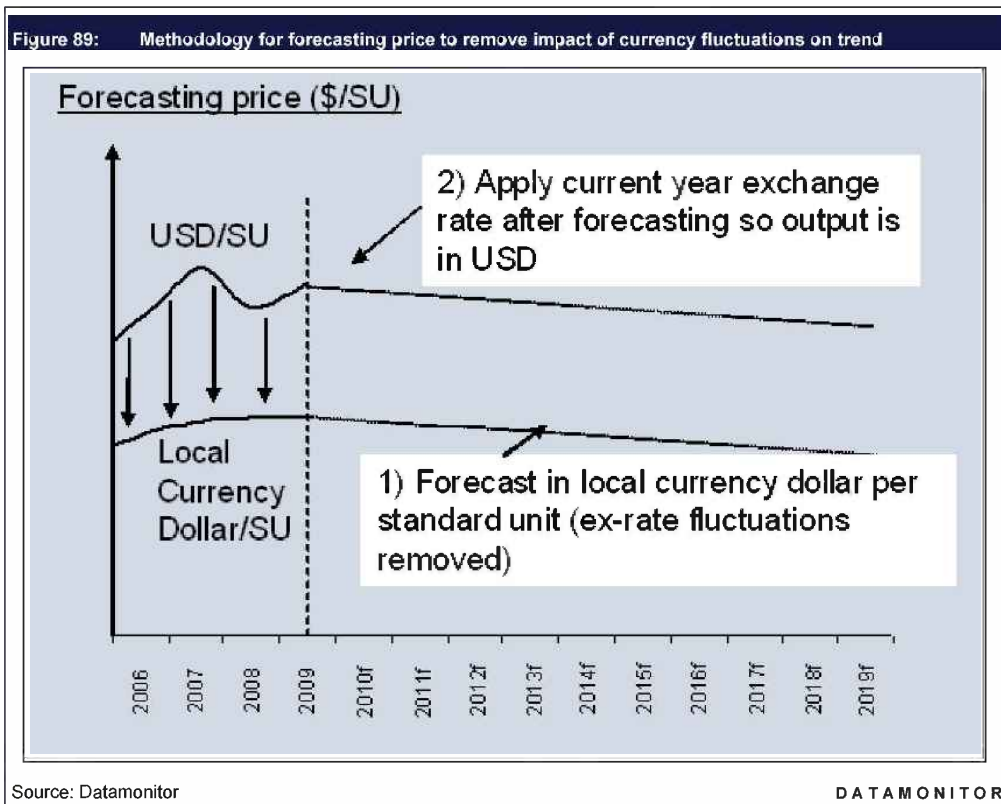 Figure 89: Methodology for forecasting price to remove impact of currency fluctuations on trend
Forecasting price ($/SU)
2) Apply current year exchange
rate after forecasting so output is
in USD
USD/SU
Local
Currency
Dollar/SU
1) Forecast in local currency dollar per
standard unit (ex-rate fluctuations
removed)
2006 2007 2008 2009 2010f 2011f 2012f 2013f 2014f 2015f 2016f 2017f 2018f 2019f
Source: Datamonitor DATAMONITOR